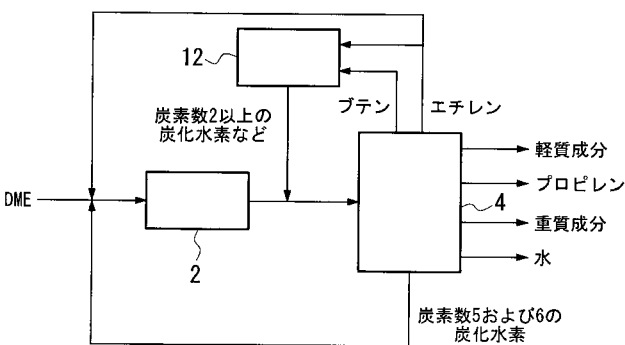 12
ブテン
エチレン
炭素数2以上の
炭化水素など
軽質成分
DME
プロピレン
4
2
重質成分
水
炭素数5および6の
炭化水素